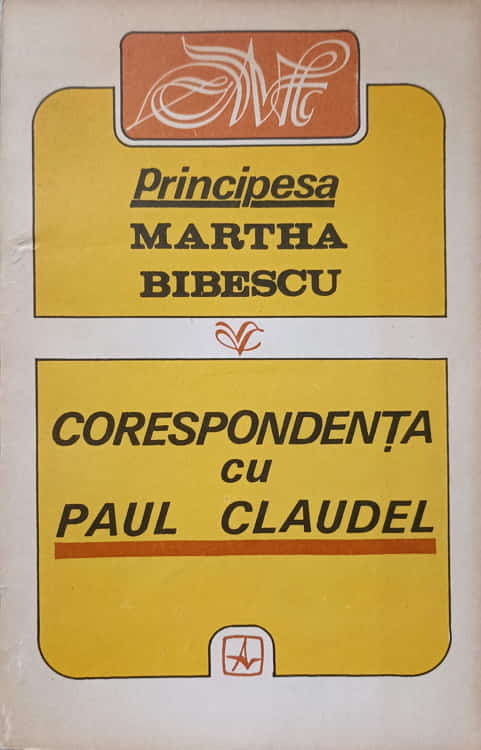 Principesa
MARTHA
BIBESCU
CORESPONDENȚA
cu
PAUL CLAUDEL